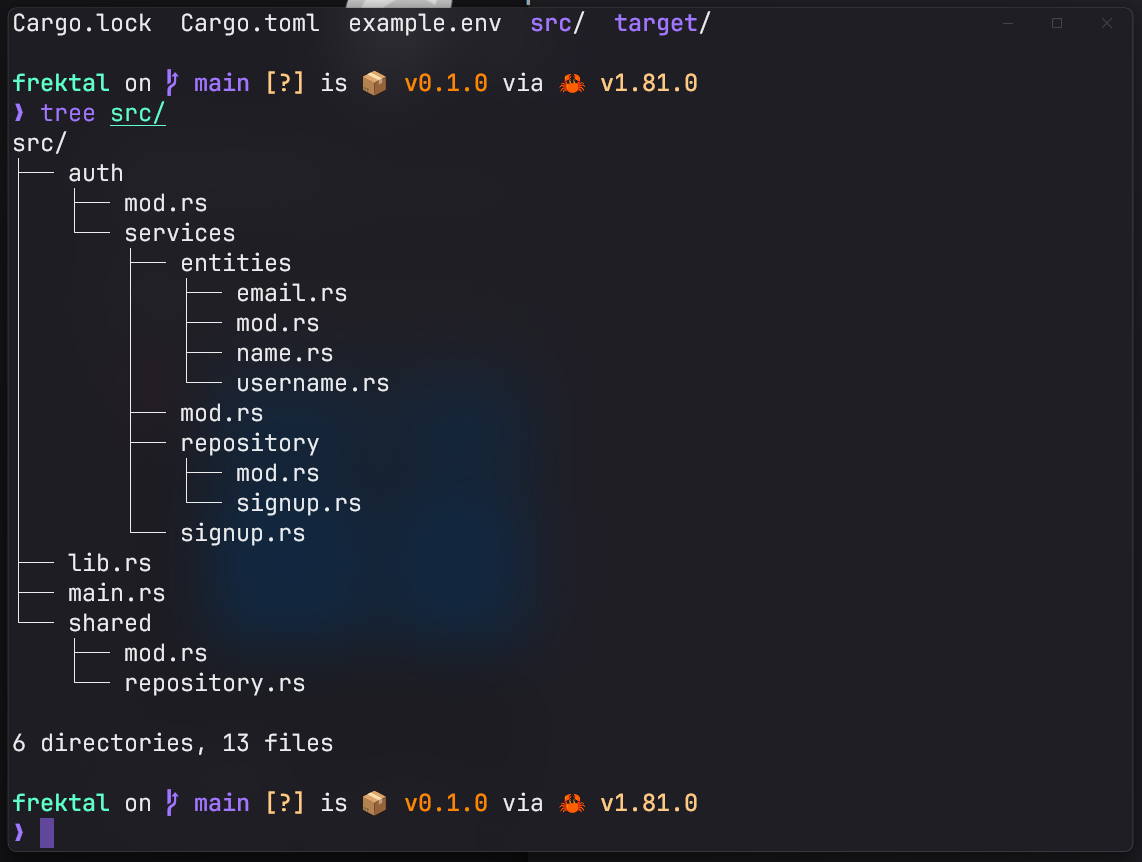 Cargo.lock  Cargo.toml  example.env  src/  target/
frektal on  main [?] is 📦 v0.1.0 via 🦀 v1.81.0
❱ tree src/
src/
├── auth
│   ├── mod.rs
│   └── services
│       ├── entities
│       │   ├── email.rs
│       │   ├── mod.rs
│       │   ├── name.rs
│       │   └── username.rs
│       ├── mod.rs
│       ├── repository
│       │   ├── mod.rs
│       │   └── signup.rs
│       └── signup.rs
├── lib.rs
├── main.rs
└── shared
    ├── mod.rs
    └── repository.rs
6 directories, 13 files
frektal on  main [?] is 📦 v0.1.0 via 🦀 v1.81.0
❱